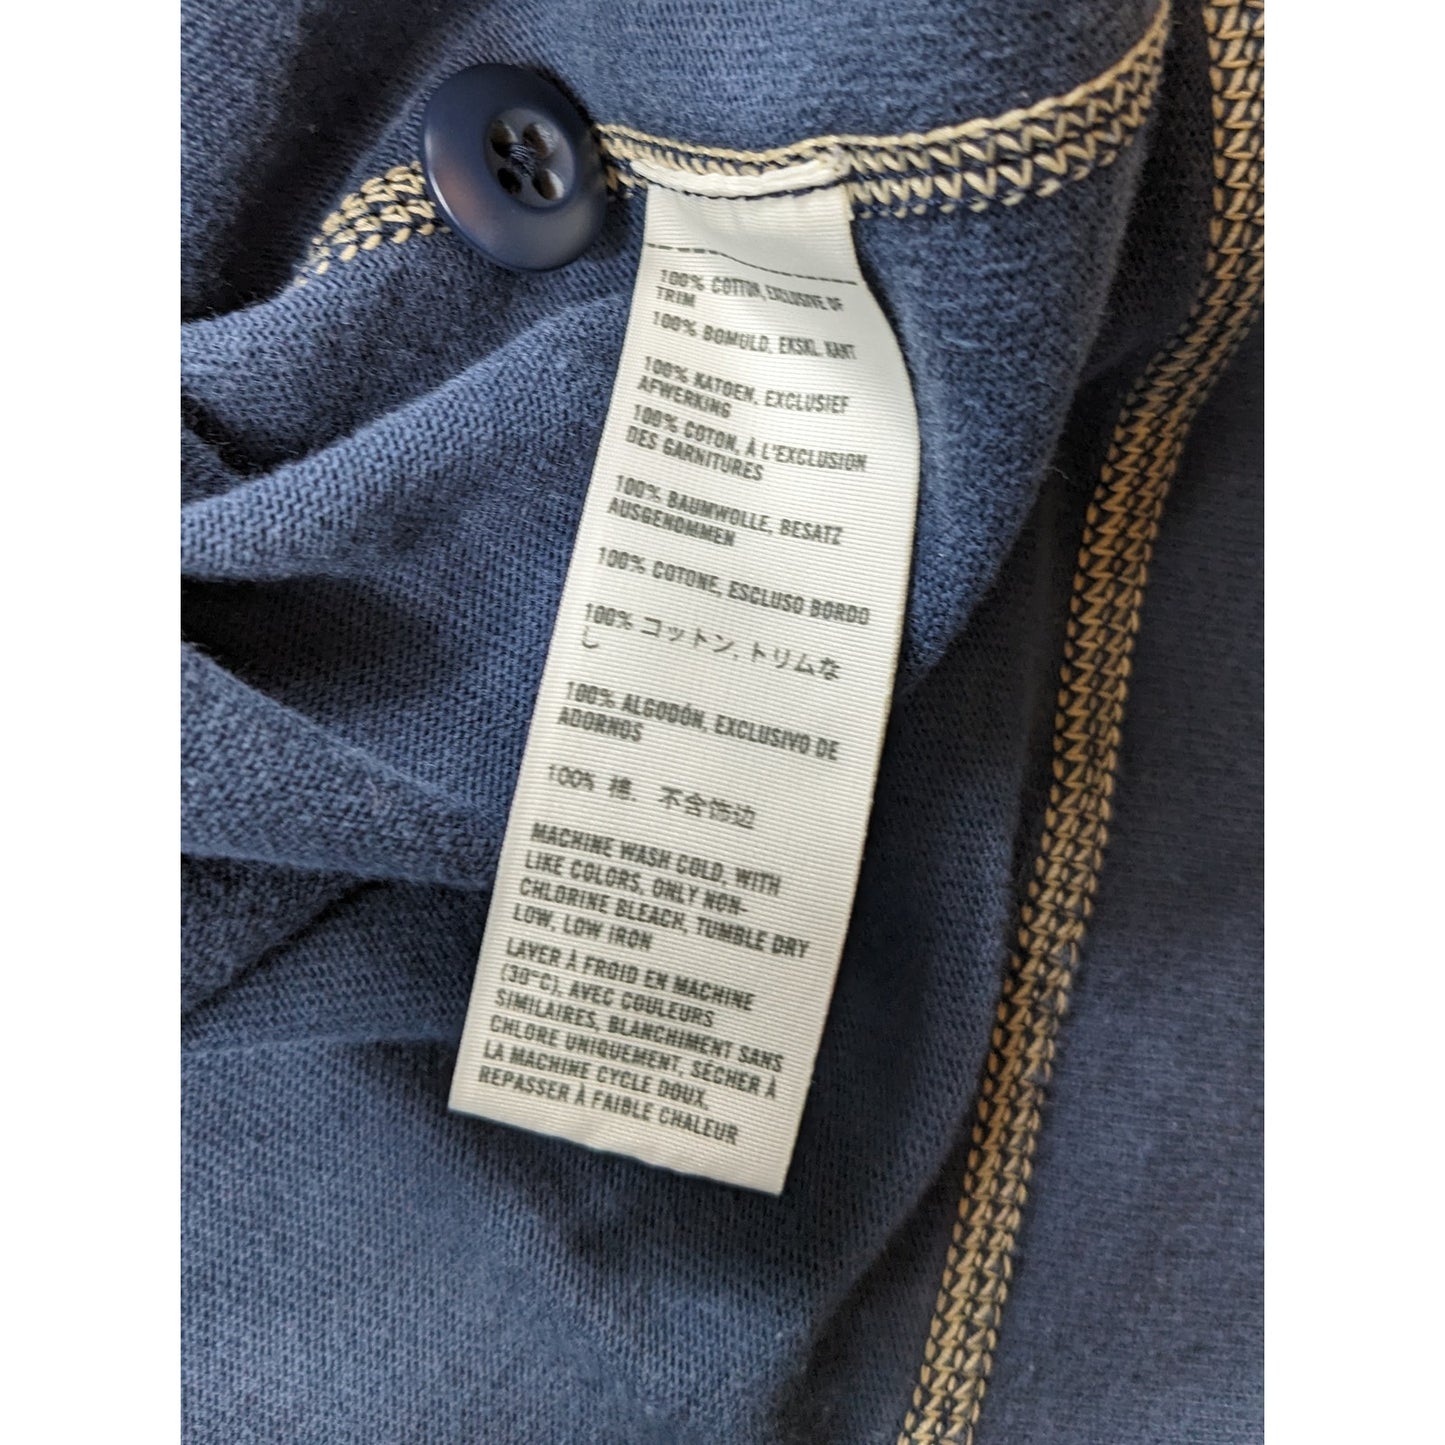 100% COTTON, EXCLUSIVE OF
TRIM
100% BOMULD, EKSKL. KANT
100% KATOEN, EXCLUSIEF
AFWERKING
100% COTON, À L'EXCLUSION
DES GARNITURES
100% BAUMWOLLE, BESATZ
AUSGENOMMEN
100% COTONE, ESCLUSO BORDO
100% コットン, トリムな
し
100% ALGODÓN, EXCLUSIVO DE
ADORNOS
100% 棉. 不含饰边
MACHINE WASH COLD, WITH
LIKE COLORS, ONLY NON-
CHLORINE BLEACH, TUMBLE DRY
LOW, LOW IRON
LAVER À FROID EN MACHINE
(30°C), AVEC COULEURS
SIMILAIRES, BLANCHIMENT SANS
CHLORE UNIQUEMENT, SÉCHER À
LA MACHINE CYCLE DOUX,
REPASSER À FAIBLE CHALEUR